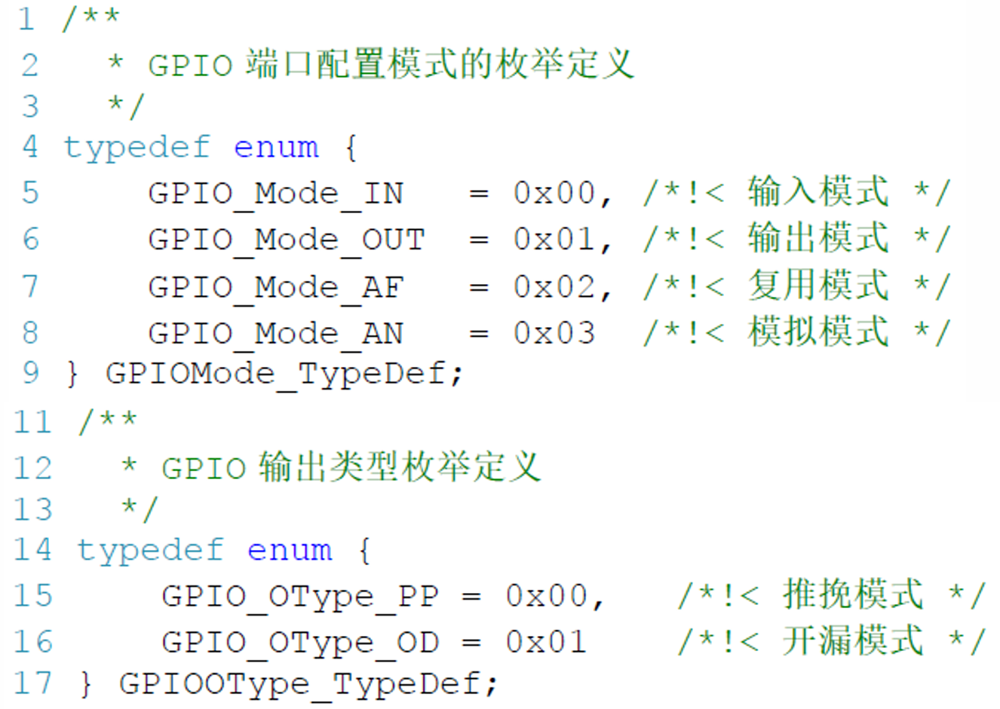 1 /**
2   * GPIO 端口配置模式的枚举定义
3   */
4 typedef enum {
5     GPIO_Mode_IN   = 0x00, /*!< 输入模式 */
6     GPIO_Mode_OUT  = 0x01, /*!< 输出模式 */
7     GPIO_Mode_AF   = 0x02, /*!< 复用模式 */
8     GPIO_Mode_AN   = 0x03  /*!< 模拟模式 */
9 } GPIOMode_TypeDef;
11 /**
12   * GPIO 输出类型枚举定义
13   */
14 typedef enum {
15     GPIO_OType_PP = 0x00,   /*!< 推挽模式 */
16     GPIO_OType_OD = 0x01    /*!< 开漏模式 */
17 } GPIOOType_TypeDef;